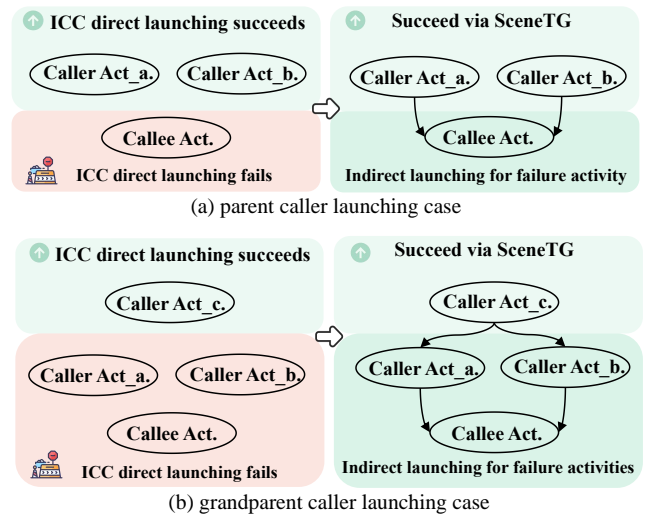 ICC direct launching succeeds
Caller Act_a.
Caller Act_b.
Callee Act.
ICC direct launching fails
Succeed via SceneTG
Caller Act_a.
Caller Act_b.
Callee Act.
Indirect launching for failure activity
(a) parent caller launching case
ICC direct launching succeeds
Caller Act_c.
Caller Act_a.
Caller Act_b.
Callee Act.
ICC direct launching fails
Succeed via SceneTG
Caller Act_c.
Caller Act_a.
Caller Act_b.
Callee Act.
Indirect launching for failure activities
(b) grandparent caller launching case